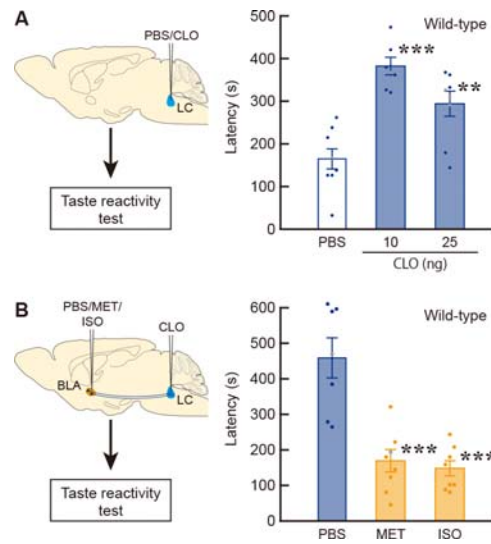 A
PBS/CLO
LC
Taste reactivity
test
500
400
300
200
100
0
Latency (s)
Wild-type
***
**
PBS
10
25
CLO (ng)
B
PBS/MET/
ISO
CLO
BLA
LC
Taste reactivity
test
600
500
400
300
200
100
0
Latency (s)
Wild-type
***
***
PBS
MET
ISO